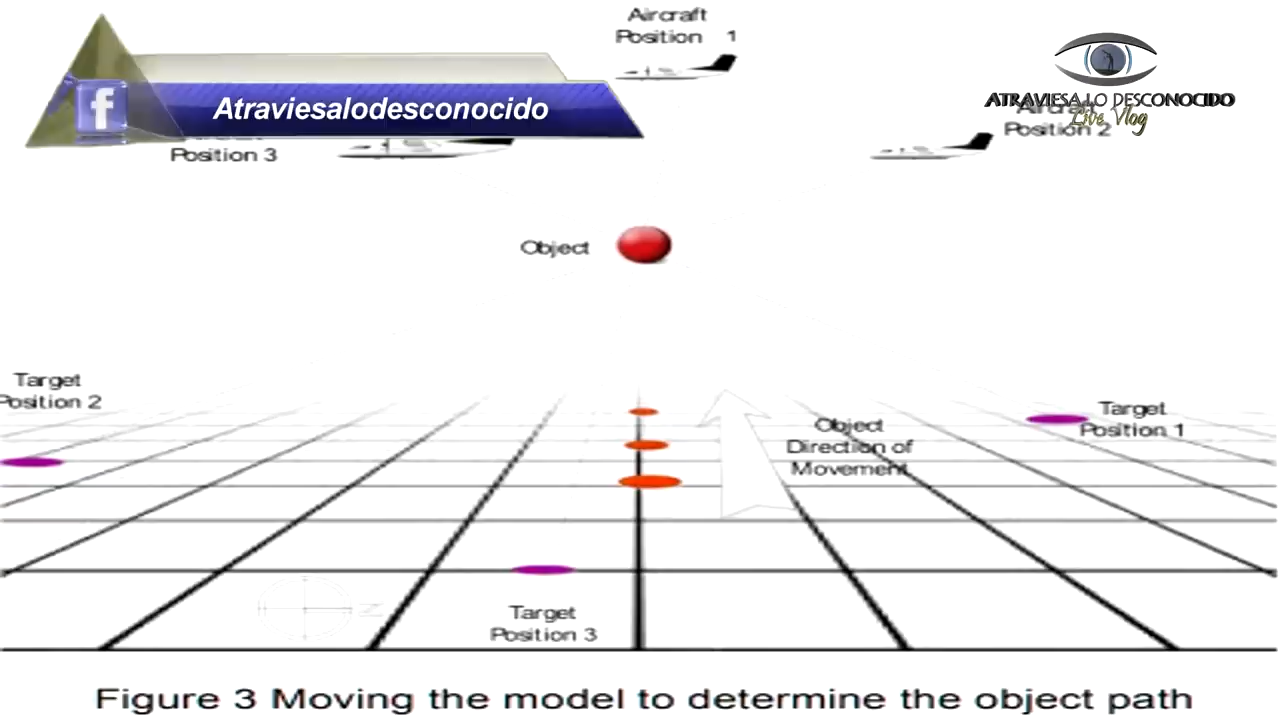 Aircraft
Position 1
f
Atraviesalodesconocido
ATRAVIESA LO DESCONOCIDO
Live Vlog
Aircraft
Position 2
Position 3
Object
Target
Position 2
Target
Position 1
Object
Direction of
Movement
Target
Position 3
Figure 3 Moving the model to determine the object path